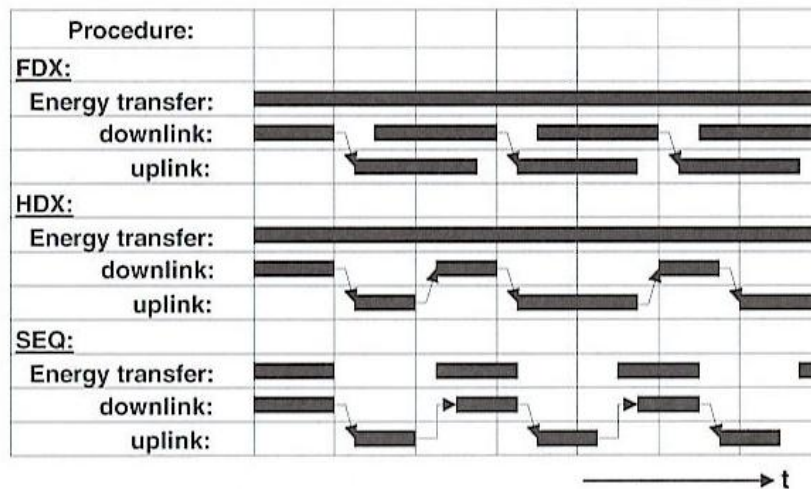 Procedure:
FDX:
Energy transfer:
downlink:
uplink:
HDX:
Energy transfer:
downlink:
uplink:
SEQ:
Energy transfer:
downlink:
uplink:
t